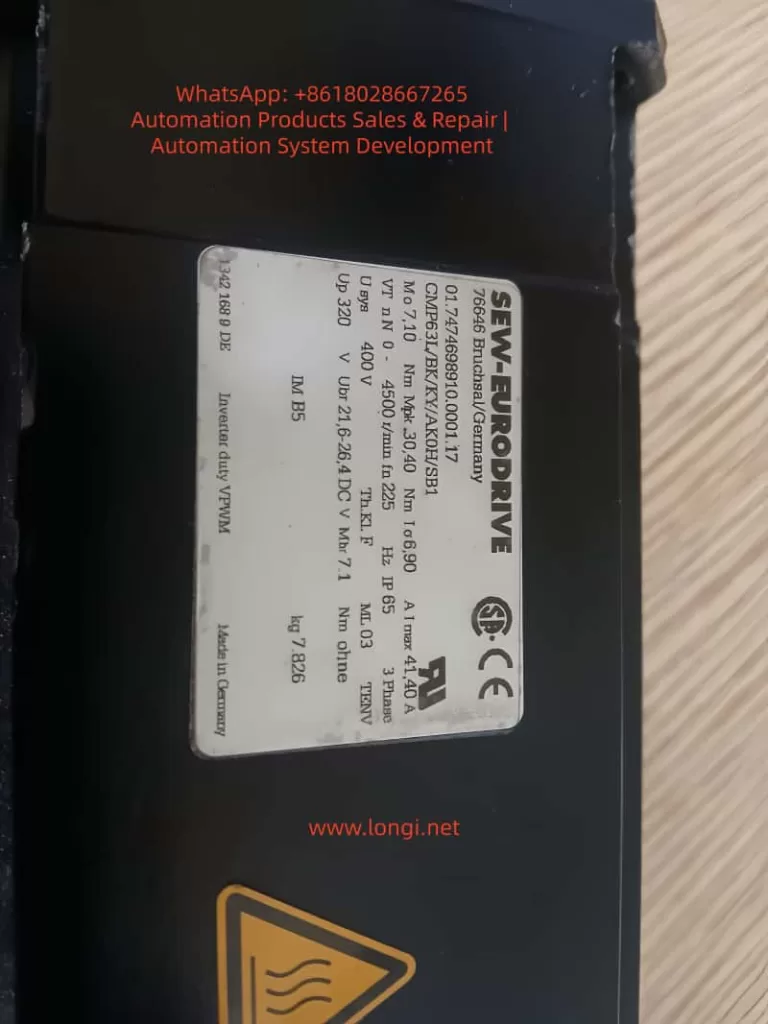 WhatsApp: +8618028667265
Automation Products Sales & Repair |
Automation System Development
SEW-EURODRIVE
76646 Bruchsal/Germany
01.7474698910.0001.17
CMP63L/BK/KY/AK0H/SB1
Mo 7,10 Nm Mpk 30,40 Nm Io 6,90 A Imax 41,40 A
VT nN 0 - 4500 r/min fn 225 Hz IP 65 3 Phase
Usys 400 V Th.Kl. F ML 03 TENV
Up 320 V Ubr 21,6-26,4 DC V Mbr 7.1 Nm ohne
IM B5 kg 7.826
1342 168 9 DE Inverter duty VPWM Made in Germany
SA
CE
www.longi.net